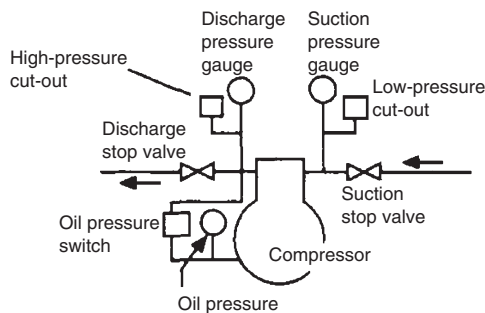 Discharge
pressure
gauge
Suction
pressure
gauge
High-pressure
cut-out
Low-pressure
cut-out
Discharge
stop valve
Suction
stop valve
Oil pressure
switch
Compressor
Oil pressure